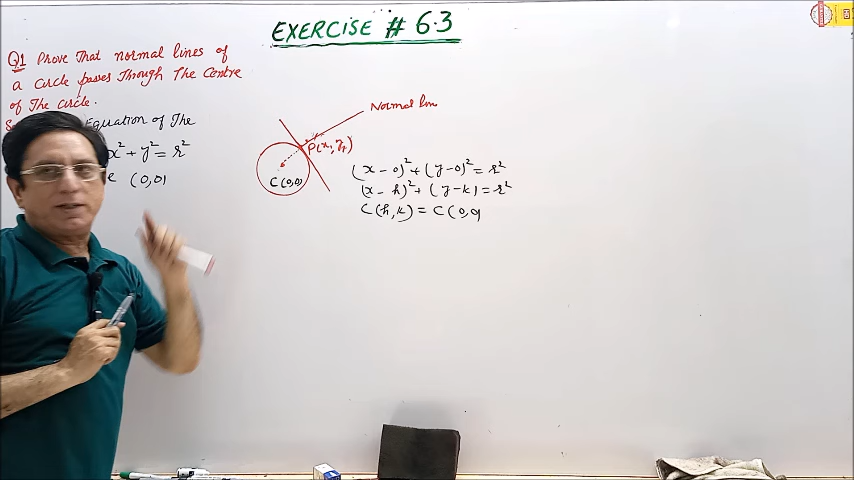 EXERCISE # 6.3
Q1 Prove That normal lines of
a circle passes Through The Centre
of The circle.
Equation of The
x² + y² = r²
(0,0)
Normal lin
P(x₁, y₁)
C(0,0)
(x - 0)² + (y - 0)² = r²
(x - h)² + (y - k) = r²
C(h, k) = C(0,0